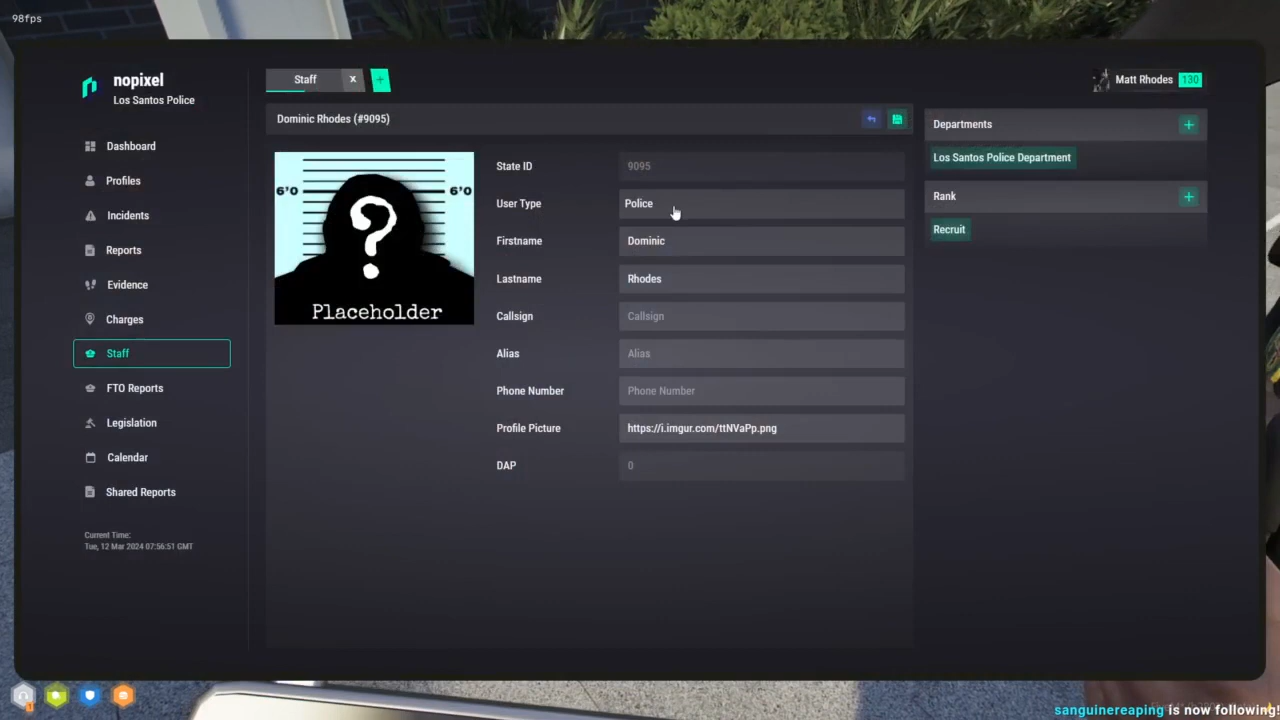 98fps
nopixel
Los Santos Police
Dashboard
Profiles
Incidents
Reports
Evidence
Charges
Staff
FTO Reports
Legislation
Calendar
Shared Reports
Current Time:
Tue, 12 Mar 2024 07:56:51 GMT
Staff x +
Dominic Rhodes (#9095)
6'0 6'0
?
Placeholder
State ID 9095
User Type Police
Firstname Dominic
Lastname Rhodes
Callsign Callsign
Alias Alias
Phone Number Phone Number
Profile Picture https://i.imgur.com/ttNVaPp.png
DAP 0
Matt Rhodes 130
Departments +
Los Santos Police Department
Rank +
Recruit
sanguinereaping is now following!